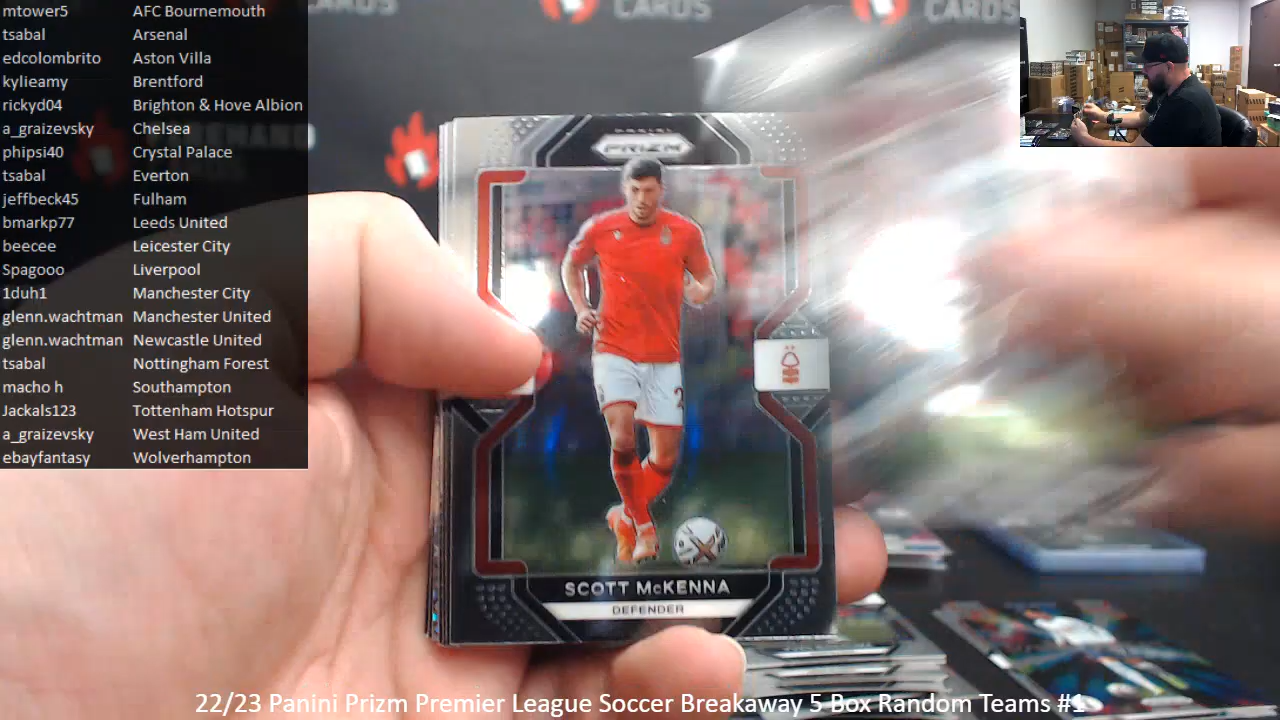 mtower5 AFC Bournemouth
tsabal Arsenal
edcolombrito Aston Villa
kylieamy Brentford
rickyd04 Brighton & Hove Albion
a_graizevsky Chelsea
phipsi40 Crystal Palace
tsabal Everton
jeffbeck45 Fulham
bmarkp77 Leeds United
beecee Leicester City
Spagooo Liverpool
1duh1 Manchester City
glenn.wachtman Manchester United
glenn.wachtman Newcastle United
tsabal Nottingham Forest
macho h Southampton
Jackals123 Tottenham Hotspur
a_graizevsky West Ham United
ebayfantasy Wolverhampton
CARDS
CARDS
PANINI
PRIZM
SCOTT McKENNA
DEFENDER
22/23 Panini Prizm Premier League Soccer Breakaway 5 Box Random Teams #1